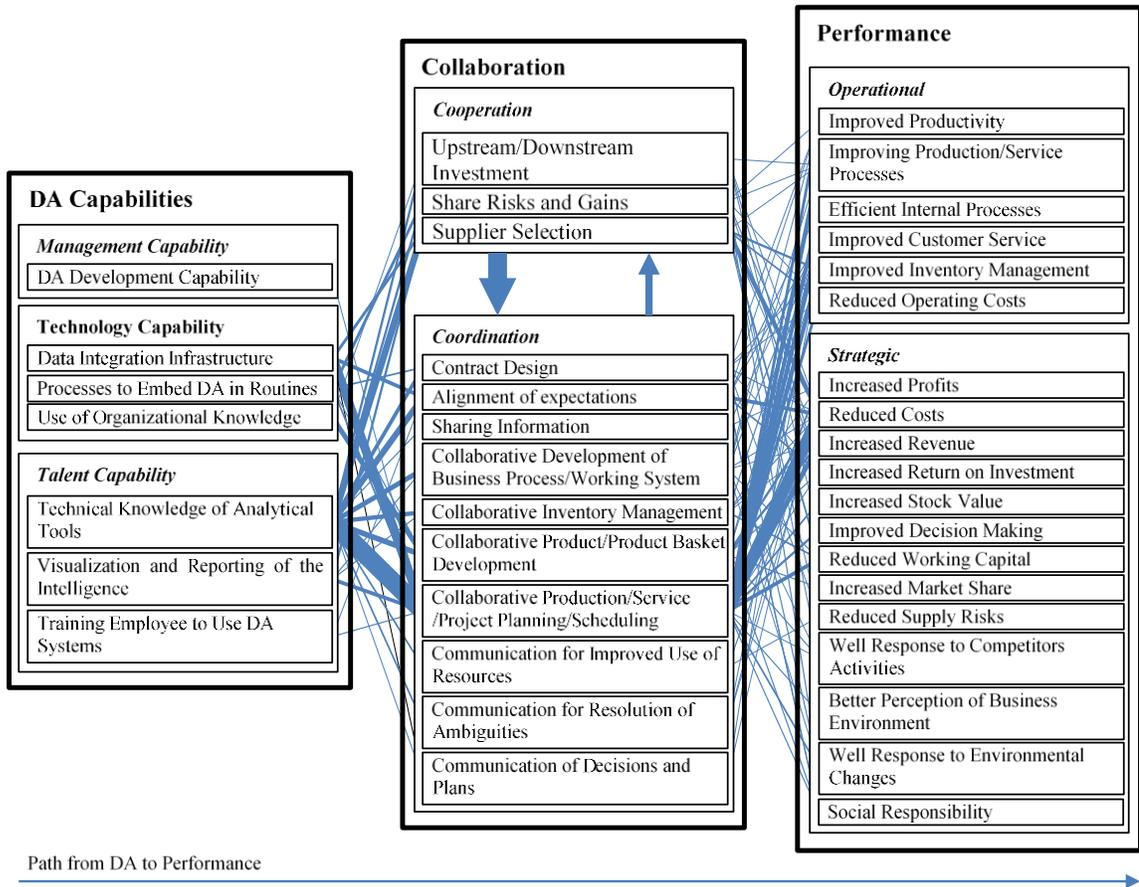 DA Capabilities
Management Capability
DA Development Capability
Technology Capability
Data Integration Infrastructure
Processes to Embed DA in Routines
Use of Organizational Knowledge
Talent Capability
Technical Knowledge of Analytical
Tools
Visualization and Reporting of the
Intelligence
Training Employee to Use DA
Systems
Collaboration
Cooperation
Upstream/Downstream
Investment
Share Risks and Gains
Supplier Selection
Coordination
Contract Design
Alignment of expectations
Sharing Information
Collaborative Development of
Business Process/Working System
Collaborative Inventory Management
Collaborative Product/Product Basket
Development
Collaborative Production/Service
/Project Planning/Scheduling
Communication for Improved Use of
Resources
Communication for Resolution of
Ambiguities
Communication of Decisions and
Plans
Performance
Operational
Improved Productivity
Improving Production/Service
Processes
Efficient Internal Processes
Improved Customer Service
Improved Inventory Management
Reduced Operating Costs
Strategic
Increased Profits
Reduced Costs
Increased Revenue
Increased Return on Investment
Increased Stock Value
Improved Decision Making
Reduced Working Capital
Increased Market Share
Reduced Supply Risks
Well Response to Competitors
Activities
Better Perception of Business
Environment
Well Response to Environmental
Changes
Social Responsibility
Path from DA to Performance